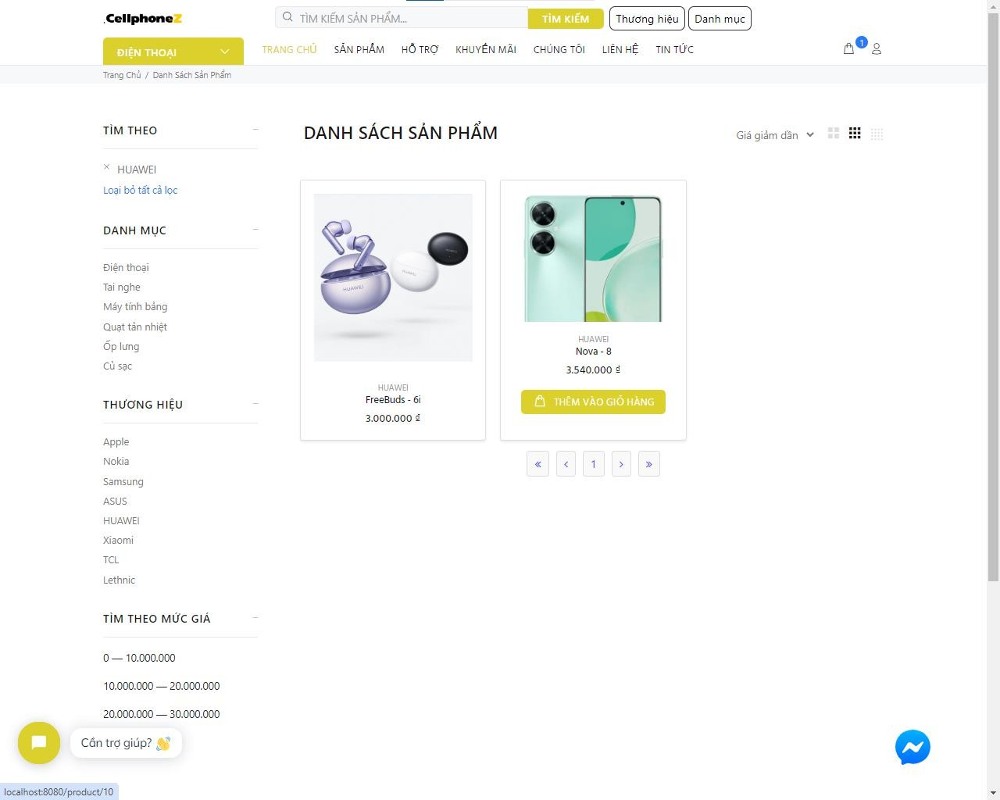 .CellphoneZ
TÌM KIẾM SẢN PHẨM...
TÌM KIẾM
Thương hiệu
Danh mục
ĐIỆN THOẠI
TRANG CHỦ
SẢN PHẨM
HỖ TRỢ
KHUYẾN MÃI
CHÚNG TÔI
LIÊN HỆ
TIN TỨC
1
Trang Chủ / Danh Sách Sản Phẩm
TÌM THEO
HUAWEI
Loại bỏ tất cả lọc
DANH MỤC
Điện thoại
Tai nghe
Máy tính bảng
Quạt tản nhiệt
Ốp lưng
Củ sạc
THƯƠNG HIỆU
Apple
Nokia
Samsung
ASUS
HUAWEI
Xiaomi
TCL
Lethnic
TÌM THEO MỨC GIÁ
0 — 10.000.000
10.000.000 — 20.000.000
20.000.000 — 30.000.000
DANH SÁCH SẢN PHẨM
Giá giảm dần
HUAWEI
HUAWEI
HUAWEI
HUAWEI
FreeBuds - 6i
3.000.000 ₫
HUAWEI
Nova - 8
3.540.000 ₫
THÊM VÀO GIỎ HÀNG
« ‹ 1 › »
Cần trợ giúp? 👋
localhost:8080/product/10